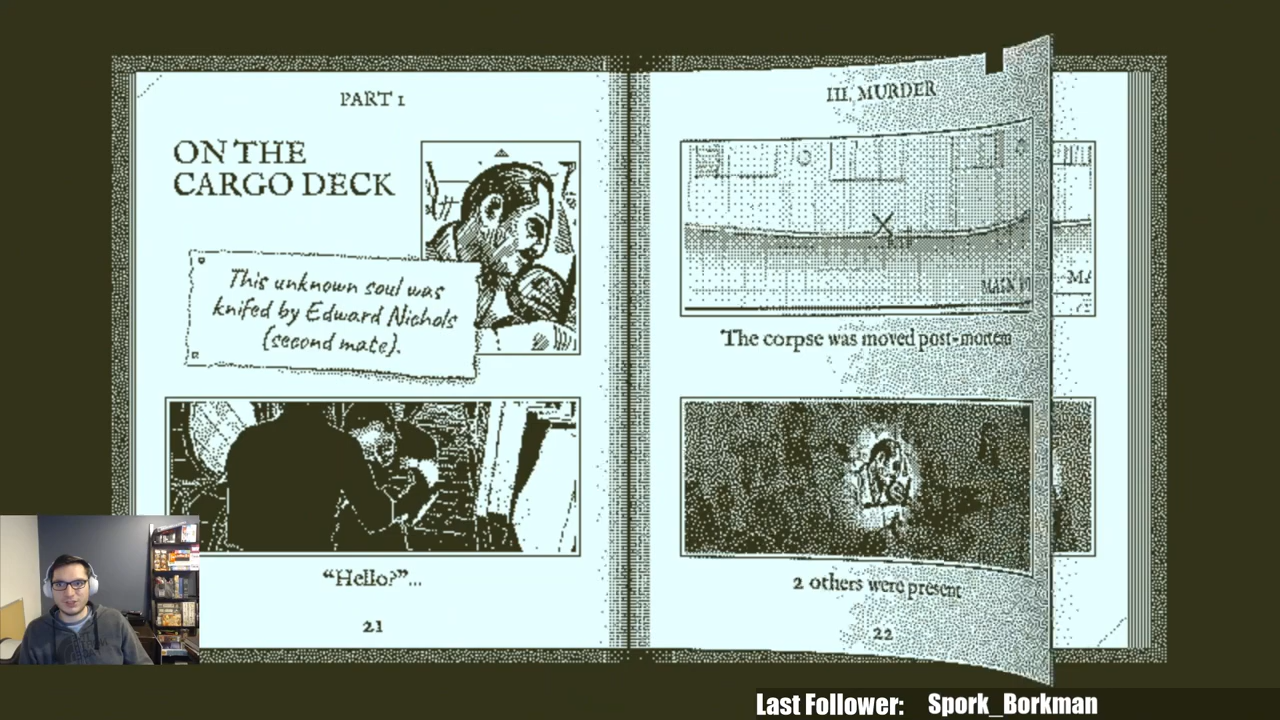 PART 1
ON THE
CARGO DECK
This unknown soul was
knifed by Edward Nichols
(second mate).
“Hello?”...
21
III, MURDER
The corpse was moved post-mortem
2 others were present
22
Last Follower: Spork_Borkman